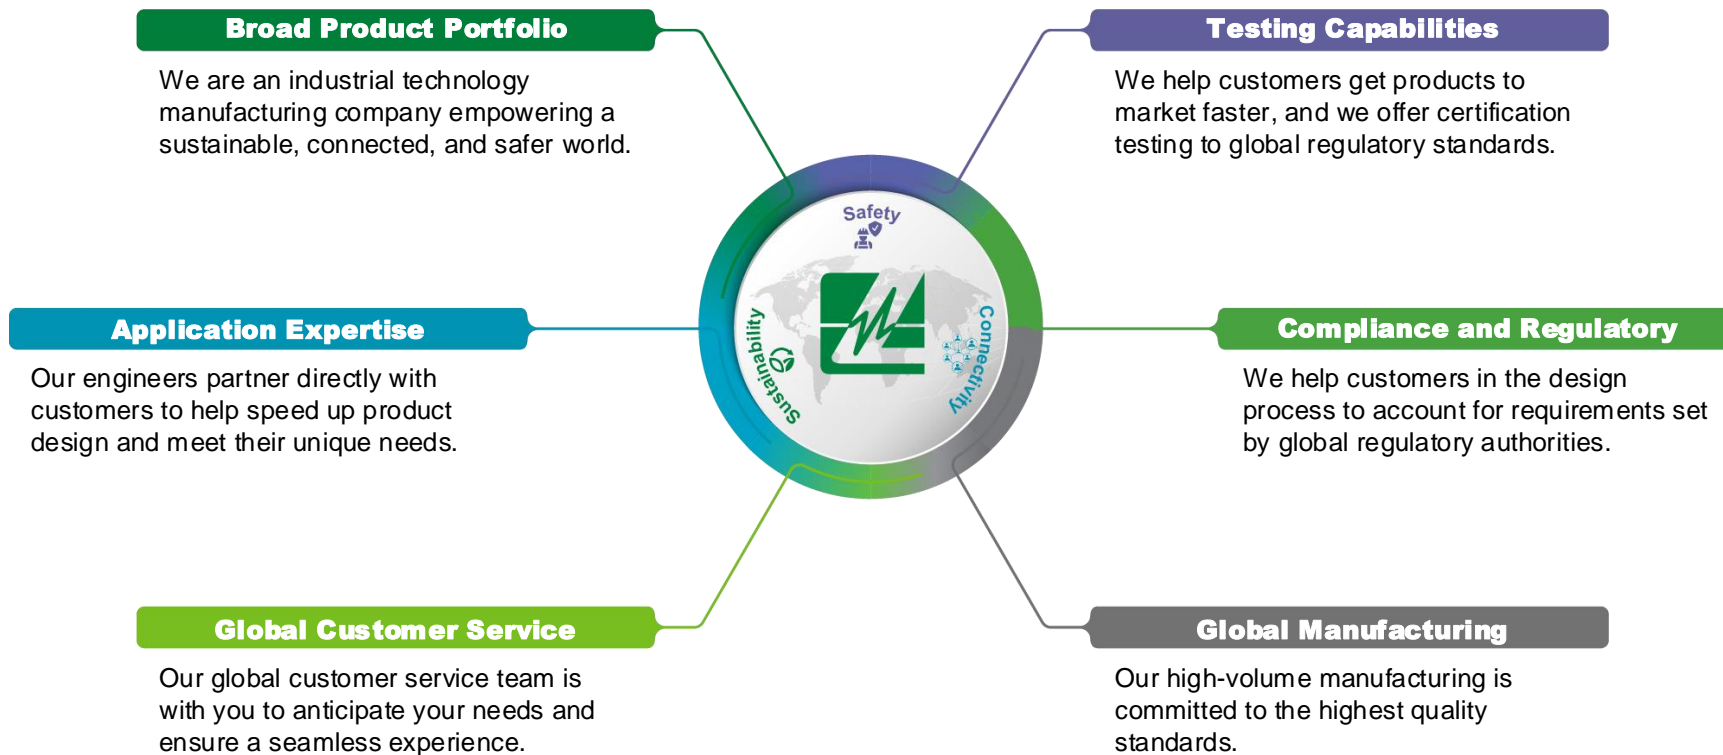 Broad Product Portfolio
We are an industrial technology
manufacturing company empowering a
sustainable, connected, and safer world.
Testing Capabilities
We help customers get products to
market faster, and we offer certification
testing to global regulatory standards.
Safety
Sustainability
Connectivity
Application Expertise
Our engineers partner directly with
customers to help speed up product
design and meet their unique needs.
Compliance and Regulatory
We help customers in the design
process to account for requirements set
by global regulatory authorities.
Global Customer Service
Our global customer service team is
with you to anticipate your needs and
ensure a seamless experience.
Global Manufacturing
Our high-volume manufacturing is
committed to the highest quality
standards.